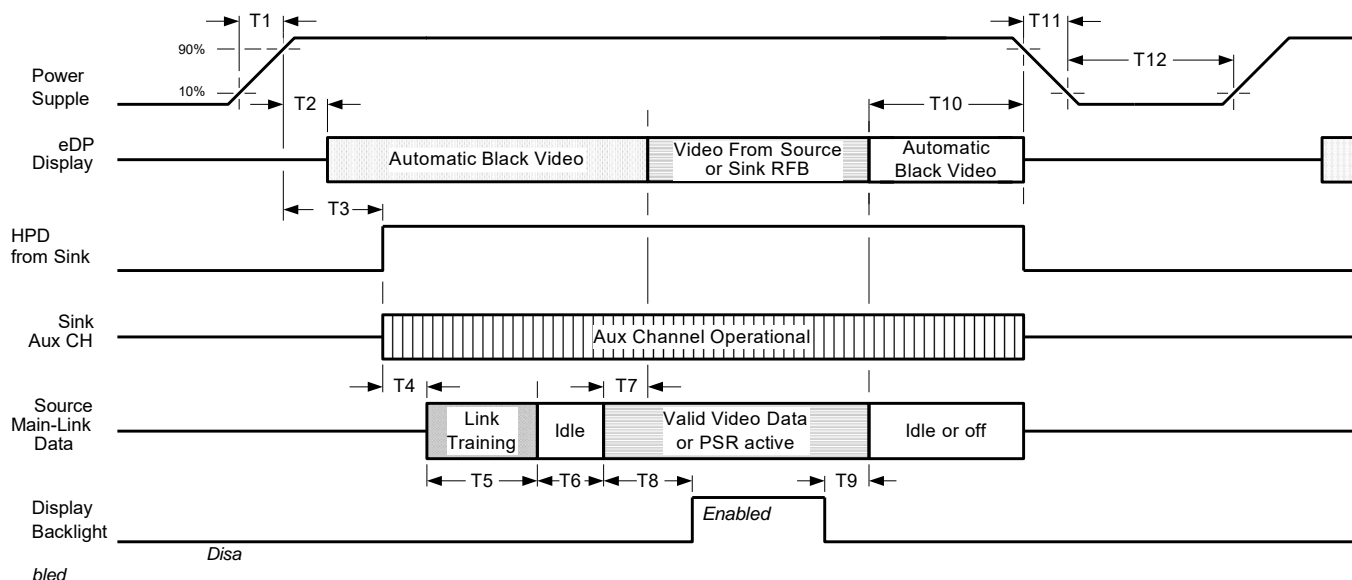 T1
T11
90%
10%
Power
Supple
T12
T2
T10
eDP
Display
Automatic Black Video
Video From Source
or Sink RFB
Automatic
Black Video
T3
HPD
from Sink
Sink
Aux CH
Aux Channel Operational
T4
T7
Source
Main-Link
Data
Link
Training
Idle
Valid Video Data
or PSR active
Idle or off
T5
T6
T8
T9
Display
Backlight
Enabled
Disa
bled